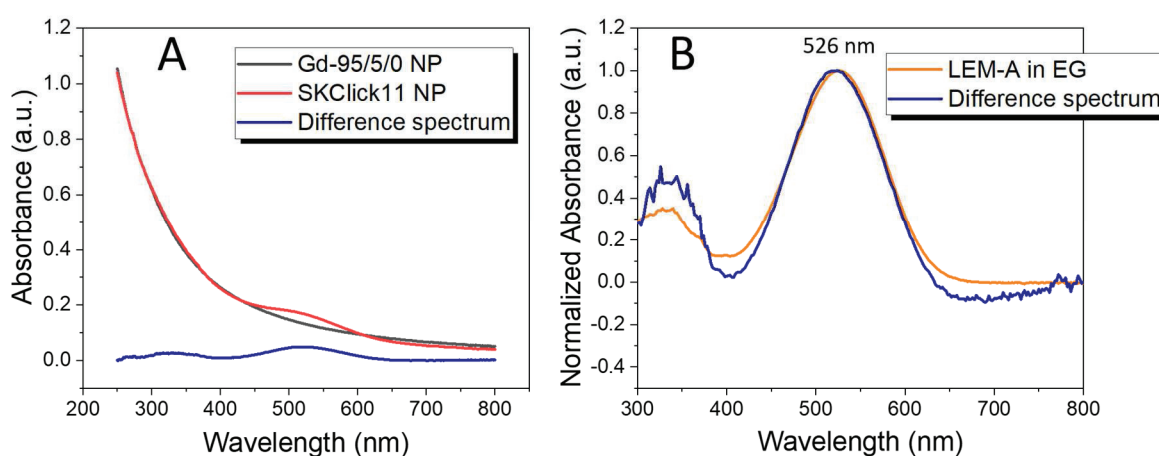 A
Gd-95/5/0 NP
SKClick11 NP
Difference spectrum
Absorbance (a.u.)
1.2
1.0
0.8
0.6
0.4
0.2
0.0
200 300 400 500 600 700 800
Wavelength (nm)
B
526 nm
LEM-A in EG
Difference spectrum
Normalized Absorbance (a.u.)
1.2
1.0
0.8
0.6
0.4
0.3
0.0
-0.2
-0.4
300 400 500 600 700 800
Wavelength (nm)